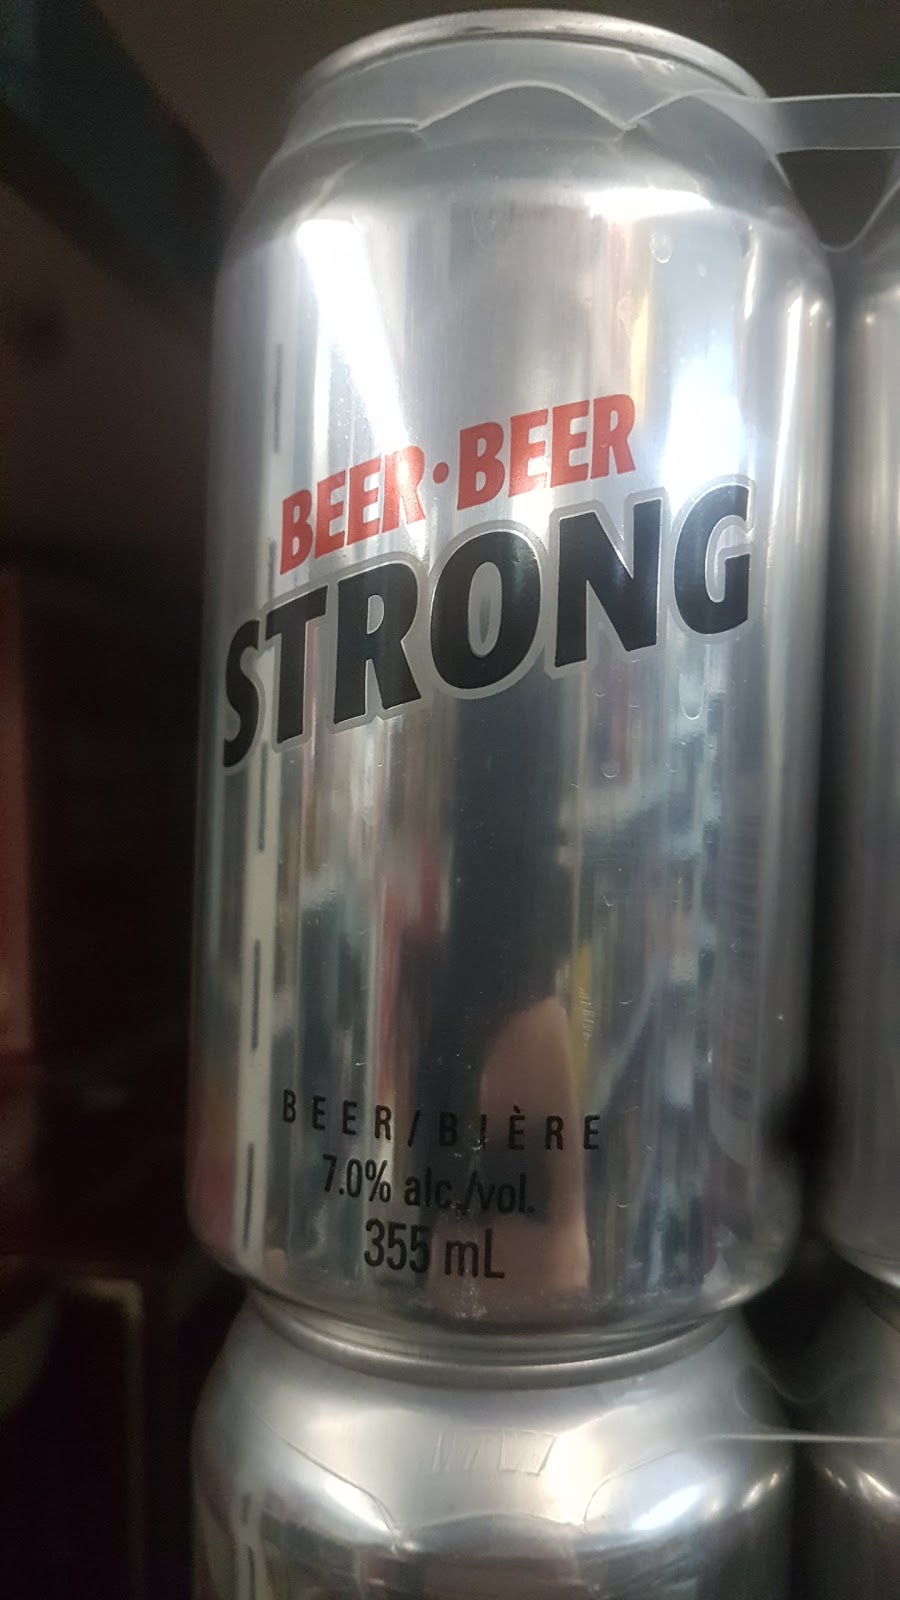 BEER·BEER
STRONG
BEER/BIÈRE
7.0% alc./vol.
355 mL